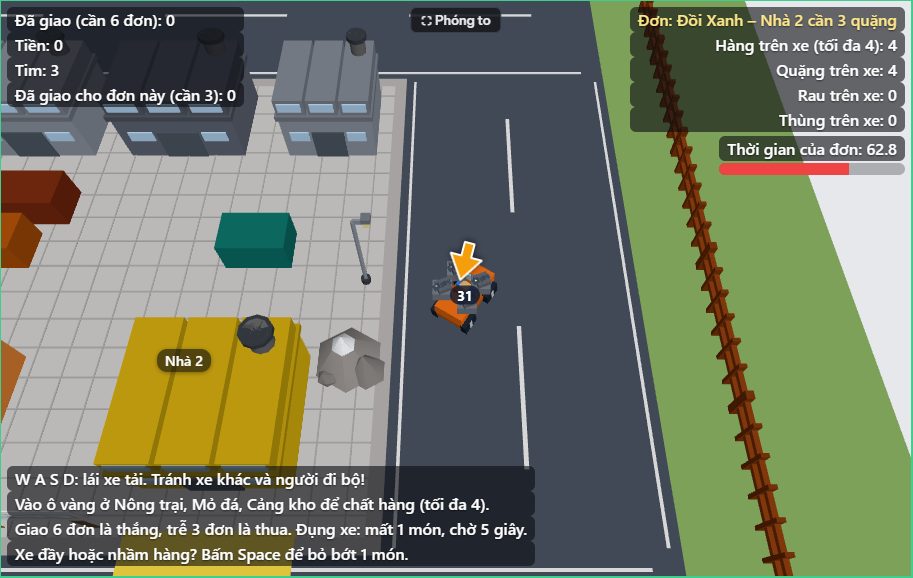 Đã giao (cần 6 đơn): 0
Tiền: 0
Tim: 3
Đã giao cho đơn này (cần 3): 0
Phóng to
Đơn: Đồi Xanh – Nhà 2 cần 3 quặng
Hàng trên xe (tối đa 4): 4
Quặng trên xe: 4
Rau trên xe: 0
Thùng trên xe: 0
Thời gian của đơn: 62.8
31
Nhà 2
W A S D: lái xe tải. Tránh xe khác và người đi bộ!
Vào ô vàng ở Nông trại, Mỏ đá, Cảng kho để chất hàng (tối đa 4).
Giao 6 đơn là thắng, trễ 3 đơn là thua. Đụng xe: mất 1 món, chờ 5 giây.
Xe đầy hoặc nhầm hàng? Bấm Space để bỏ bớt 1 món.